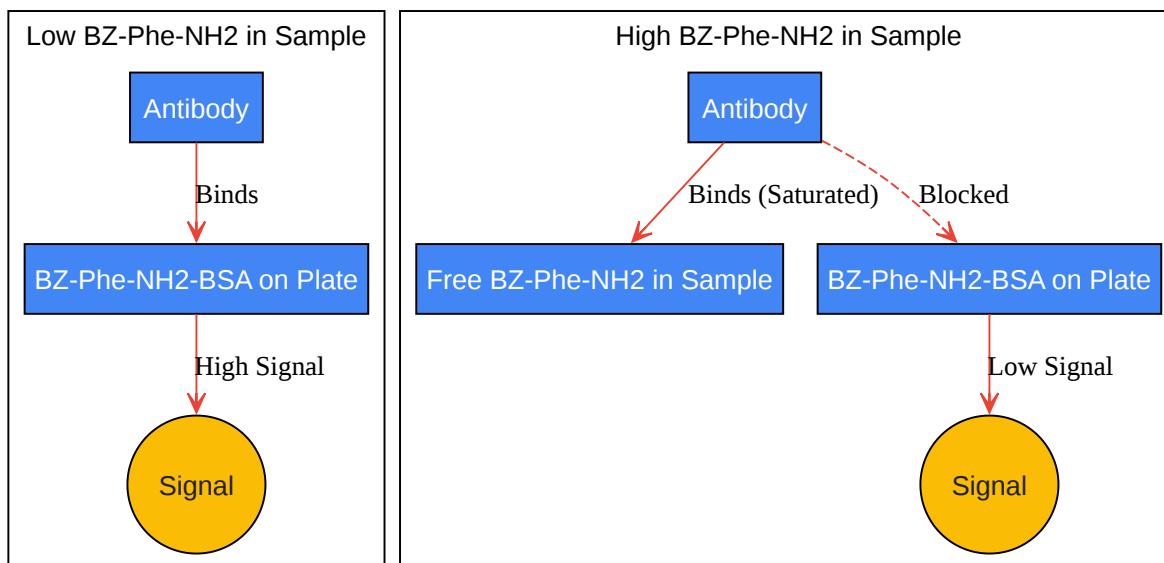 Low BZ-Phe-NH2 in Sample
Antibody
Binds
BZ-Phe-NH2-BSA on Plate
High Signal
Signal
High BZ-Phe-NH2 in Sample
Antibody
Binds (Saturated)
Blocked
Free BZ-Phe-NH2 in Sample
BZ-Phe-NH2-BSA on Plate
Low Signal
Signal